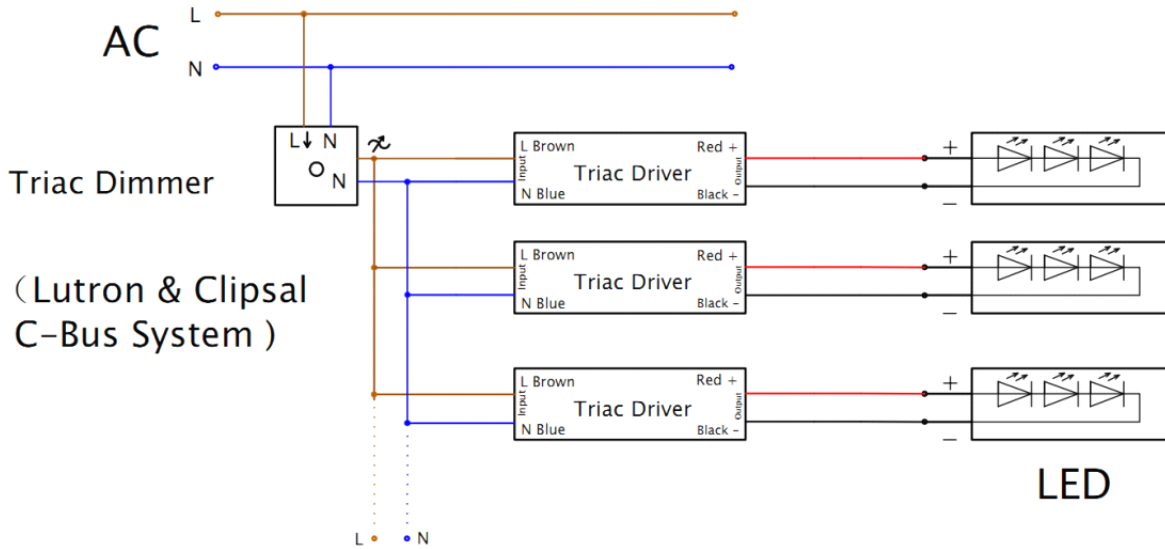 L
AC
N
L↓ N
N
Triac Dimmer
（Lutron & Clipsal
C-Bus System )
L Brown
Input
N Blue
Triac Driver
Red +
Output
Black -
+
−
L Brown
Input
N Blue
Triac Driver
Red +
Output
Black -
+
−
L Brown
Input
N Blue
Triac Driver
Red +
Output
Black -
+
−
LED
L
N